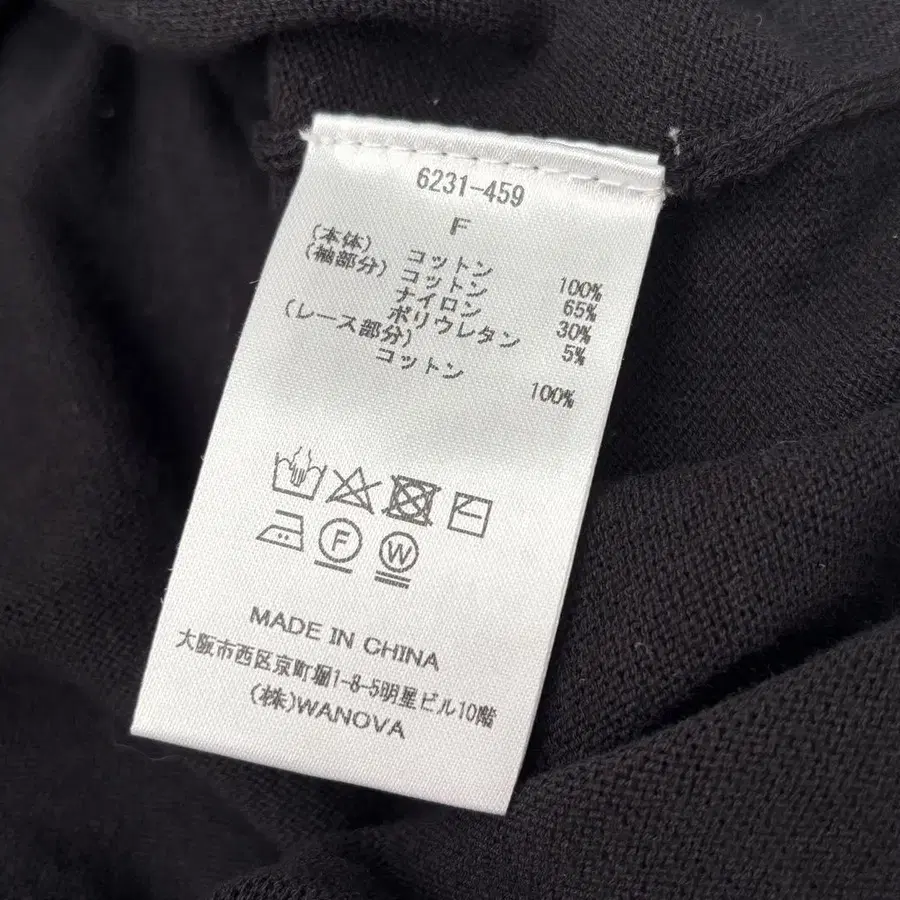 6231-459
F
(本体) コットン 100%
(袖部分) コットン 65%
ナイロン 30%
ポリウレタン 5%
(レース部分)
コットン 100%
F W
MADE IN CHINA
大阪市西区京町堀1-8-5明星ビル10階
(株)WANOVA